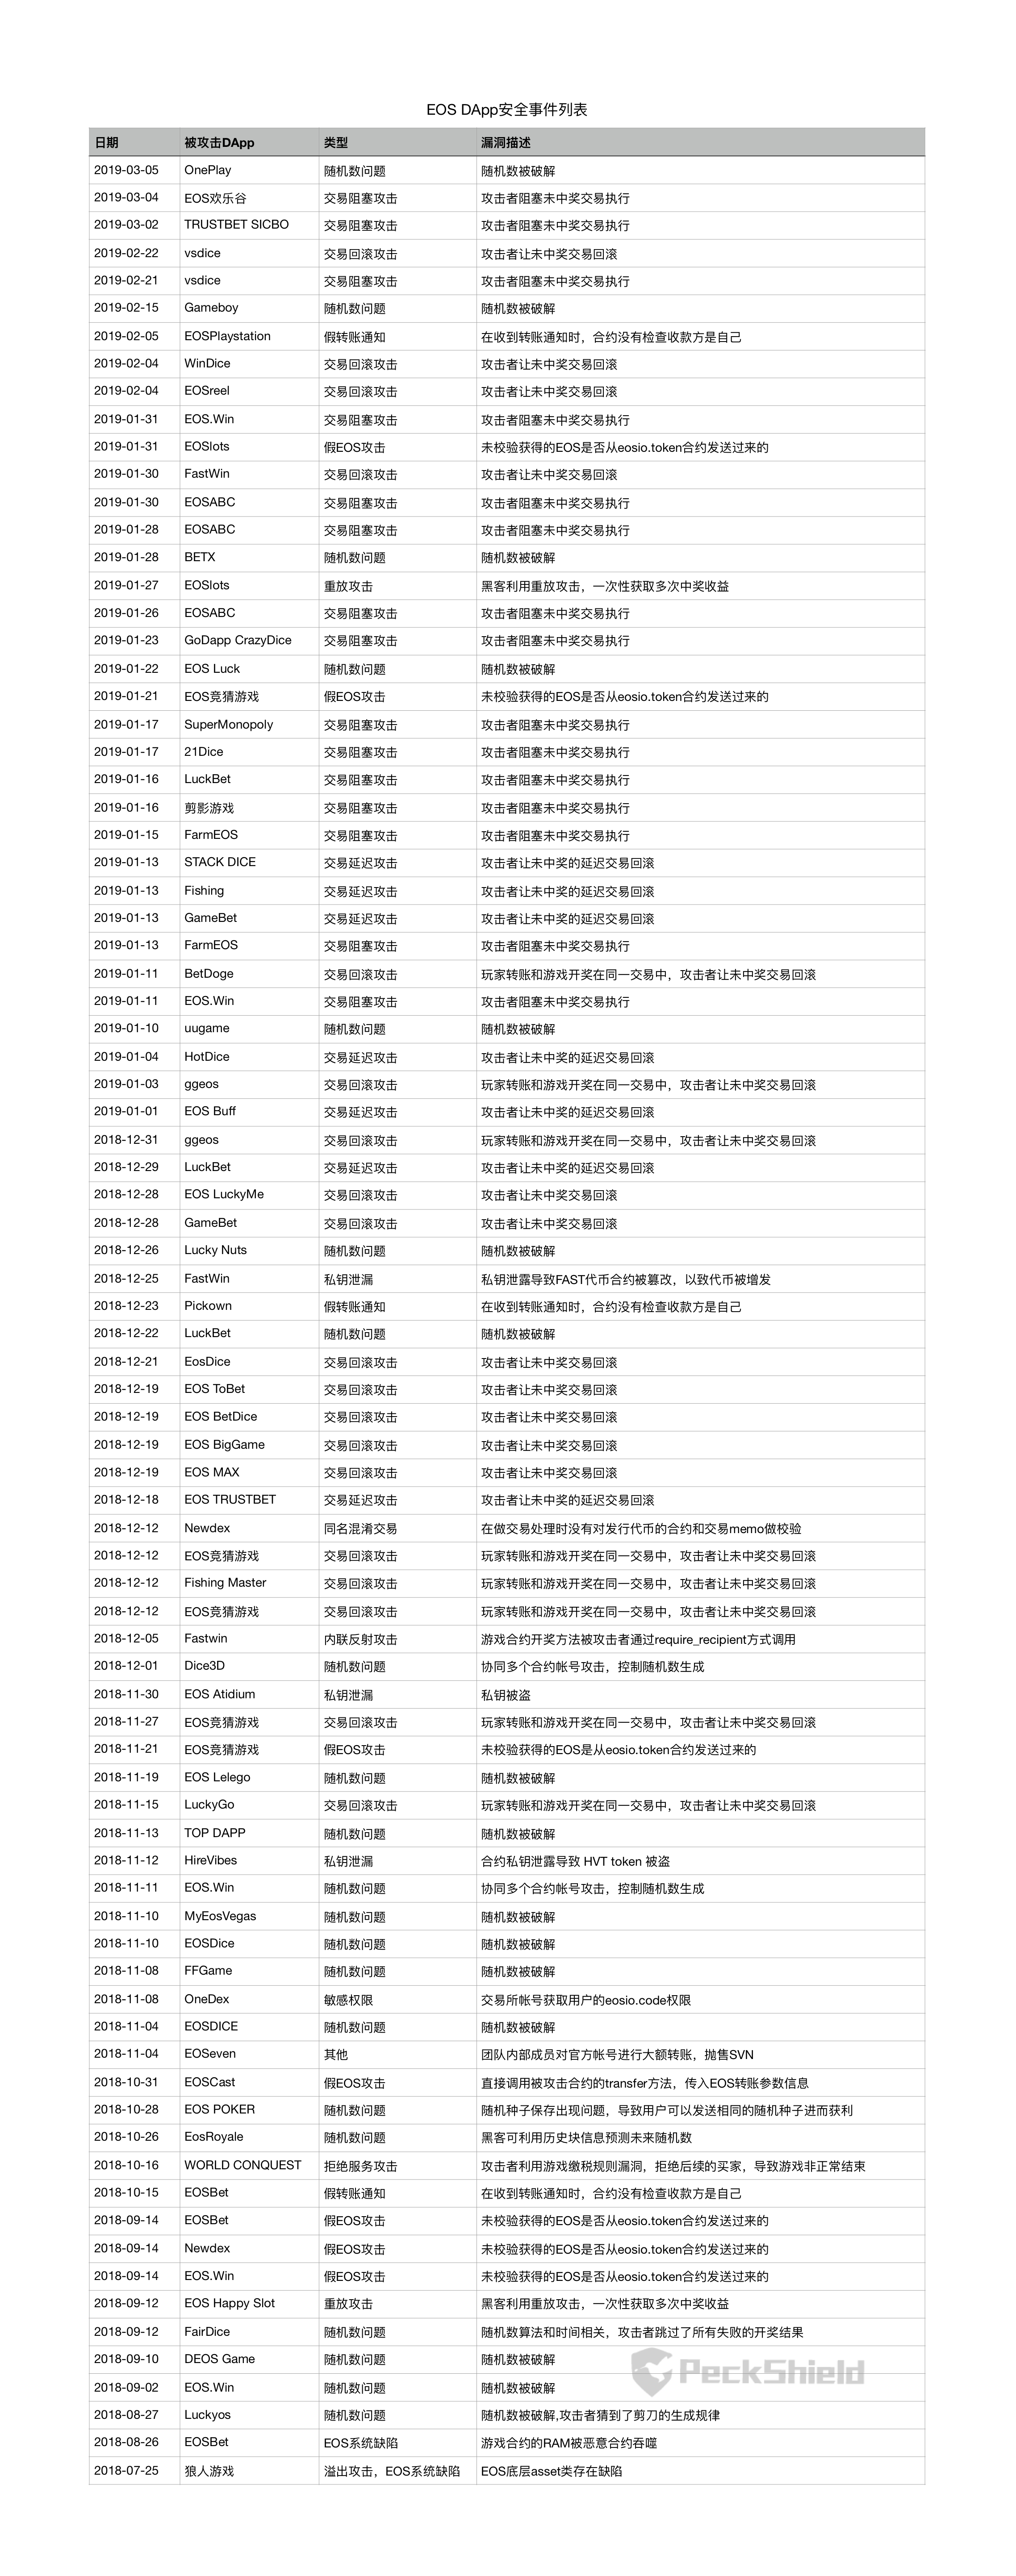 EOS DApp安全事件列表
日期 被攻击DApp 类型 漏洞描述
2019-03-05 OnePlay 随机数问题 随机数被破解
2019-03-04 EOS欢乐谷 交易阻塞攻击 攻击者阻塞未中奖交易执行
2019-03-02 TRUSTBET SICBO 交易阻塞攻击 攻击者阻塞未中奖交易执行
2019-02-22 vsdice 交易回滚攻击 攻击者让未中奖交易回滚
2019-02-21 vsdice 交易阻塞攻击 攻击者阻塞未中奖交易执行
2019-02-15 Gameboy 随机数问题 随机数被破解
2019-02-05 EOSPlaystation 假转账通知 在收到转账通知时，合约没有检查收款方是自己
2019-02-04 WinDice 交易回滚攻击 攻击者让未中奖交易回滚
2019-02-04 EOSreel 交易回滚攻击 攻击者让未中奖交易回滚
2019-01-31 EOS.Win 交易阻塞攻击 攻击者阻塞未中奖交易执行
2019-01-31 EOSlots 假EOS攻击 未校验获得的EOS是否从eosio.token合约发送过来的
2019-01-30 FastWin 交易回滚攻击 攻击者让未中奖交易回滚
2019-01-30 EOSABC 交易阻塞攻击 攻击者阻塞未中奖交易执行
2019-01-28 EOSABC 交易阻塞攻击 攻击者阻塞未中奖交易执行
2019-01-28 BETX 随机数问题 随机数被破解
2019-01-27 EOSlots 重放攻击 黑客利用重放攻击，一次性获取多次中奖收益
2019-01-26 EOSABC 交易阻塞攻击 攻击者阻塞未中奖交易执行
2019-01-23 GoDapp CrazyDice 交易阻塞攻击 攻击者阻塞未中奖交易执行
2019-01-22 EOS Luck 随机数问题 随机数被破解
2019-01-21 EOS竞猜游戏 假EOS攻击 未校验获得的EOS是否从eosio.token合约发送过来的
2019-01-17 SuperMonopoly 交易阻塞攻击 攻击者阻塞未中奖交易执行
2019-01-17 21Dice 交易阻塞攻击 攻击者阻塞未中奖交易执行
2019-01-16 LuckBet 交易阻塞攻击 攻击者阻塞未中奖交易执行
2019-01-16 剪影游戏 交易阻塞攻击 攻击者阻塞未中奖交易执行
2019-01-15 FarmEOS 交易阻塞攻击 攻击者阻塞未中奖交易执行
2019-01-13 STACK DICE 交易延迟攻击 攻击者让未中奖的延迟交易回滚
2019-01-13 Fishing 交易延迟攻击 攻击者让未中奖的延迟交易回滚
2019-01-13 GameBet 交易延迟攻击 攻击者让未中奖的延迟交易回滚
2019-01-13 FarmEOS 交易阻塞攻击 攻击者阻塞未中奖交易执行
2019-01-11 BetDoge 交易回滚攻击 玩家转账和游戏开奖在同一交易中，攻击者让未中奖交易回滚
2019-01-11 EOS.Win 交易阻塞攻击 攻击者阻塞未中奖交易执行
2019-01-10 uugame 随机数问题 随机数被破解
2019-01-04 HotDice 交易延迟攻击 攻击者让未中奖的延迟交易回滚
2019-01-03 ggeos 交易回滚攻击 玩家转账和游戏开奖在同一交易中，攻击者让未中奖交易回滚
2019-01-01 EOS Buff 交易延迟攻击 攻击者让未中奖的延迟交易回滚
2018-12-31 ggeos 交易回滚攻击 玩家转账和游戏开奖在同一交易中，攻击者让未中奖交易回滚
2018-12-29 LuckBet 交易延迟攻击 攻击者让未中奖的延迟交易回滚
2018-12-28 EOS LuckyMe 交易回滚攻击 攻击者让未中奖交易回滚
2018-12-28 GameBet 交易回滚攻击 攻击者让未中奖交易回滚
2018-12-26 Lucky Nuts 随机数问题 随机数被破解
2018-12-25 FastWin 私钥泄漏 私钥泄露导致FAST代币合约被篡改，以致代币被增发
2018-12-23 Pickown 假转账通知 在收到转账通知时，合约没有检查收款方是自己
2018-12-22 LuckBet 随机数问题 随机数被破解
2018-12-21 EosDice 交易回滚攻击 攻击者让未中奖交易回滚
2018-12-19 EOS ToBet 交易回滚攻击 攻击者让未中奖交易回滚
2018-12-19 EOS BetDice 交易回滚攻击 攻击者让未中奖交易回滚
2018-12-19 EOS BigGame 交易回滚攻击 攻击者让未中奖交易回滚
2018-12-19 EOS MAX 交易回滚攻击 攻击者让未中奖交易回滚
2018-12-18 EOS TRUSTBET 交易延迟攻击 攻击者让未中奖的延迟交易回滚
2018-12-12 Newdex 同名混淆交易 在做交易处理时没有对发行代币的合约和交易memo做校验
2018-12-12 EOS竞猜游戏 交易回滚攻击 玩家转账和游戏开奖在同一交易中，攻击者让未中奖交易回滚
2018-12-12 Fishing Master 交易回滚攻击 玩家转账和游戏开奖在同一交易中，攻击者让未中奖交易回滚
2018-12-12 EOS竞猜游戏 交易回滚攻击 玩家转账和游戏开奖在同一交易中，攻击者让未中奖交易回滚
2018-12-05 Fastwin 内联反射攻击 游戏合约开奖方法被攻击者通过require_recipient方式调用
2018-12-01 Dice3D 随机数问题 协同多个合约帐号攻击，控制随机数生成
2018-11-30 EOS Atidium 私钥泄漏 私钥被盗
2018-11-27 EOS竞猜游戏 交易回滚攻击 玩家转账和游戏开奖在同一交易中，攻击者让未中奖交易回滚
2018-11-21 EOS竞猜游戏 假EOS攻击 未校验获得的EOS是从eosio.token合约发送过来的
2018-11-19 EOS Lelego 随机数问题 随机数被破解
2018-11-15 LuckyGo 交易回滚攻击 玩家转账和游戏开奖在同一交易中，攻击者让未中奖交易回滚
2018-11-13 TOP DAPP 随机数问题 随机数被破解
2018-11-12 HireVibes 私钥泄漏 合约私钥泄露导致 HVT token 被盗
2018-11-11 EOS.Win 随机数问题 协同多个合约帐号攻击，控制随机数生成
2018-11-10 MyEosVegas 随机数问题 随机数被破解
2018-11-10 EOSDice 随机数问题 随机数被破解
2018-11-08 FFGame 随机数问题 随机数被破解
2018-11-08 OneDex 敏感权限 交易所帐号获取用户的eosio.code权限
2018-11-04 EOSDICE 随机数问题 随机数被破解
2018-11-04 EOSeven 其他 团队内部成员对官方帐号进行大额转账，抛售SVN
2018-10-31 EOSCast 假EOS攻击 直接调用被攻击合约的transfer方法，传入EOS转账参数信息
2018-10-28 EOS POKER 随机数问题 随机种子保存出现问题，导致用户可以发送相同的随机种子进而获利
2018-10-26 EosRoyale 随机数问题 黑客可利用历史块信息预测未来随机数
2018-10-16 WORLD CONQUEST 拒绝服务攻击 攻击者利用游戏缴税规则漏洞，拒绝后续的买家，导致游戏非正常结束
2018-10-15 EOSBet 假转账通知 在收到转账通知时，合约没有检查收款方是自己
2018-09-14 EOSBet 假EOS攻击 未校验获得的EOS是否从eosio.token合约发送过来的
2018-09-14 Newdex 假EOS攻击 未校验获得的EOS是否从eosio.token合约发送过来的
2018-09-14 EOS.Win 假EOS攻击 未校验获得的EOS是否从eosio.token合约发送过来的
2018-09-12 EOS Happy Slot 重放攻击 黑客利用重放攻击，一次性获取多次中奖收益
2018-09-12 FairDice 随机数问题 随机数算法和时间相关，攻击者跳过了所有失败的开奖结果
2018-09-10 DEOS Game 随机数问题 随机数被破解
PeckShield
2018-09-02 EOS.Win 随机数问题 随机数被破解
2018-08-27 Luckyos 随机数问题 随机数被破解,攻击者猜到了剪刀的生成规律
2018-08-26 EOSBet EOS系统缺陷 游戏合约的RAM被恶意合约吞噬
2018-07-25 狼人游戏 溢出攻击，EOS系统缺陷 EOS底层asset类存在缺陷